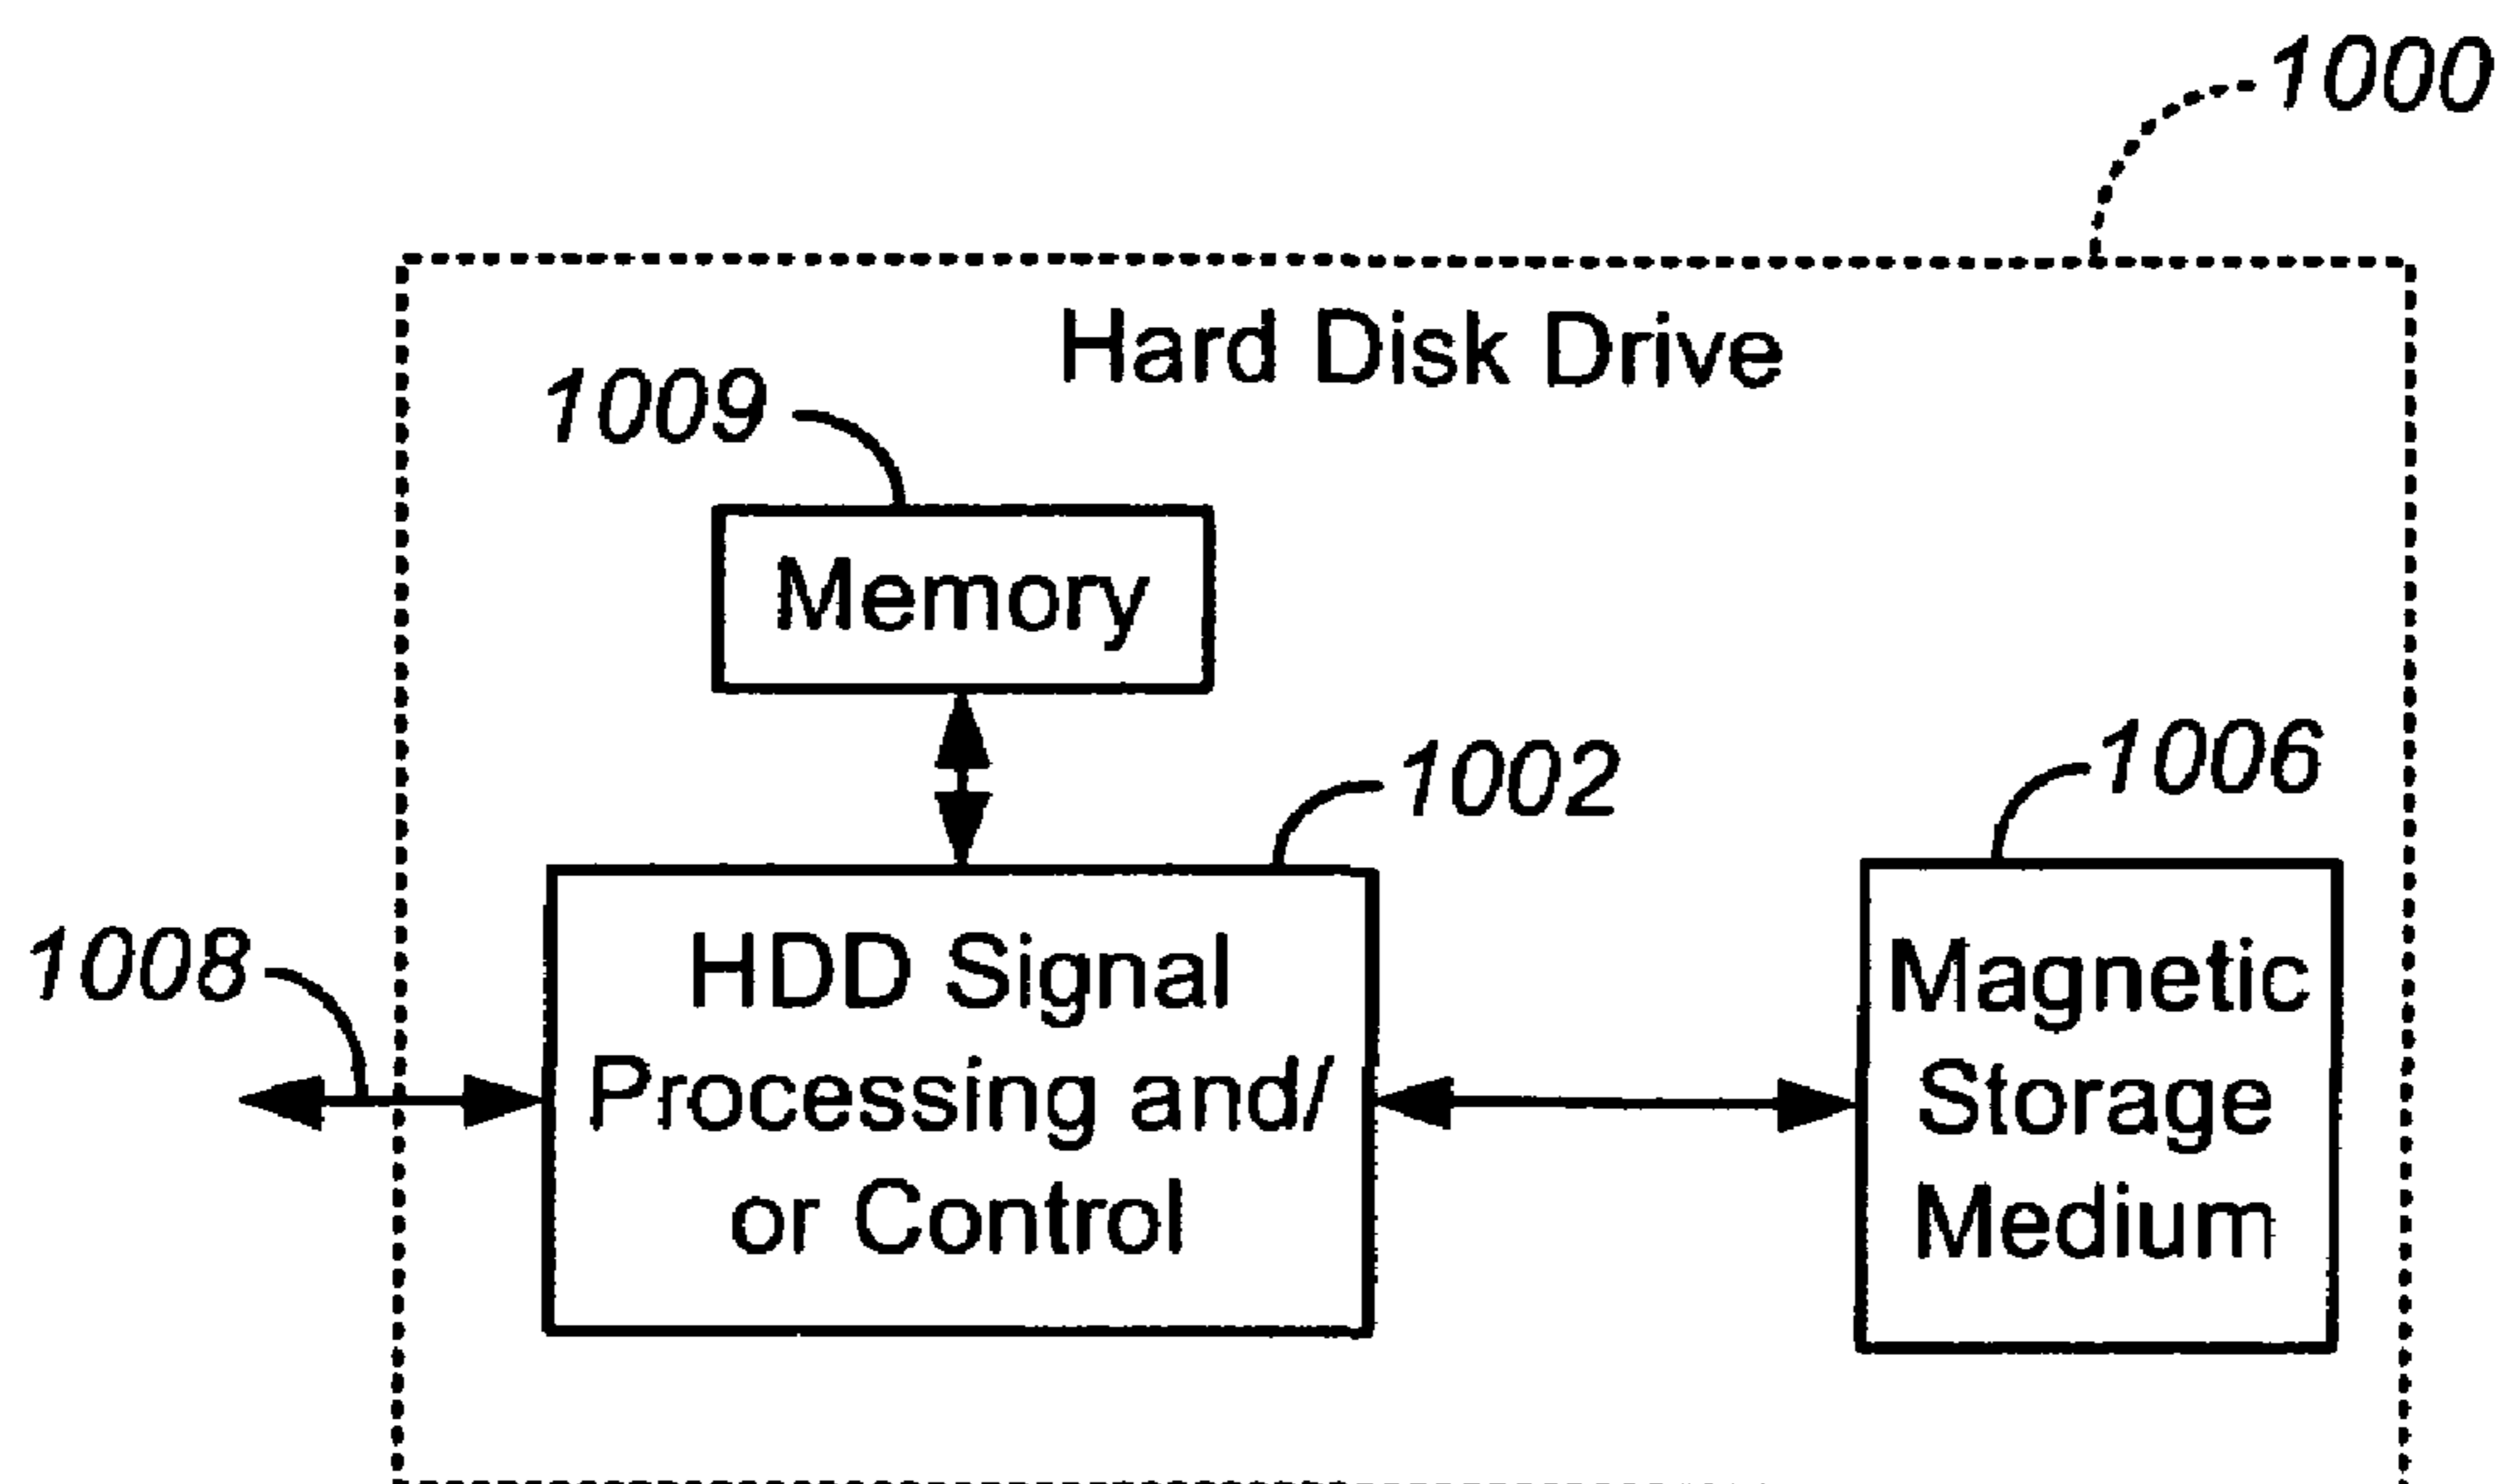 1000
Hard Disk Drive
1009
Memory
1002
1006
1008
HDD Signal
Processing and/
or Control
Magnetic
Storage
Medium